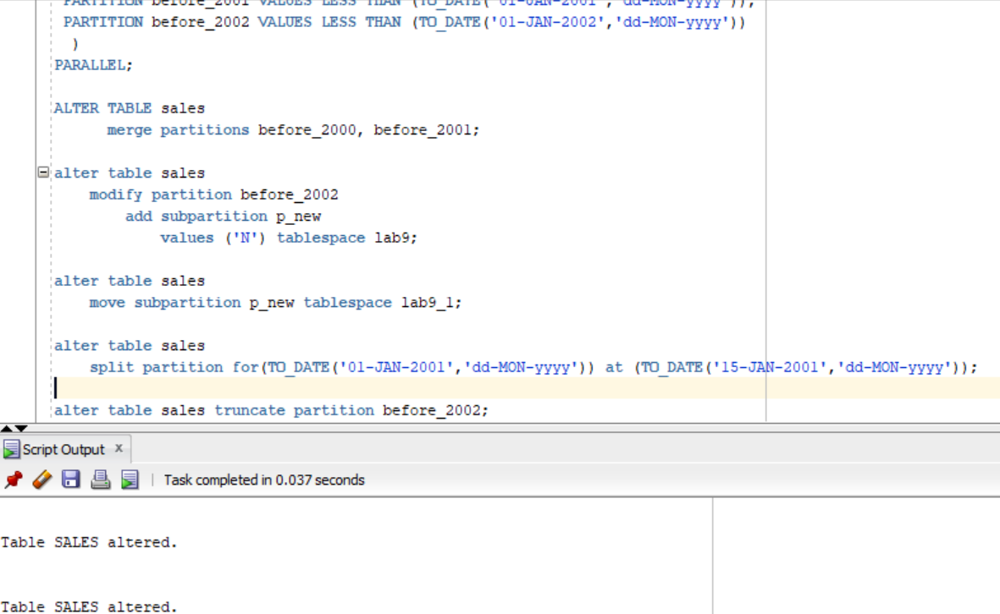 PARTITION before_2001 VALUES LESS THAN (TO_DATE('01-JAN-2001','dd-MON-yyyy')),
PARTITION before_2002 VALUES LESS THAN (TO_DATE('01-JAN-2002','dd-MON-yyyy'))
)
PARALLEL;
ALTER TABLE sales
merge partitions before_2000, before_2001;
alter table sales
modify partition before_2002
add subpartition p_new
values ('N') tablespace lab9;
alter table sales
move subpartition p_new tablespace lab9_1;
alter table sales
split partition for(TO_DATE('01-JAN-2001','dd-MON-yyyy')) at (TO_DATE('15-JAN-2001','dd-MON-yyyy'));
alter table sales truncate partition before_2002;
Script Output x
Task completed in 0.037 seconds
Table SALES altered.
Table SALES altered.